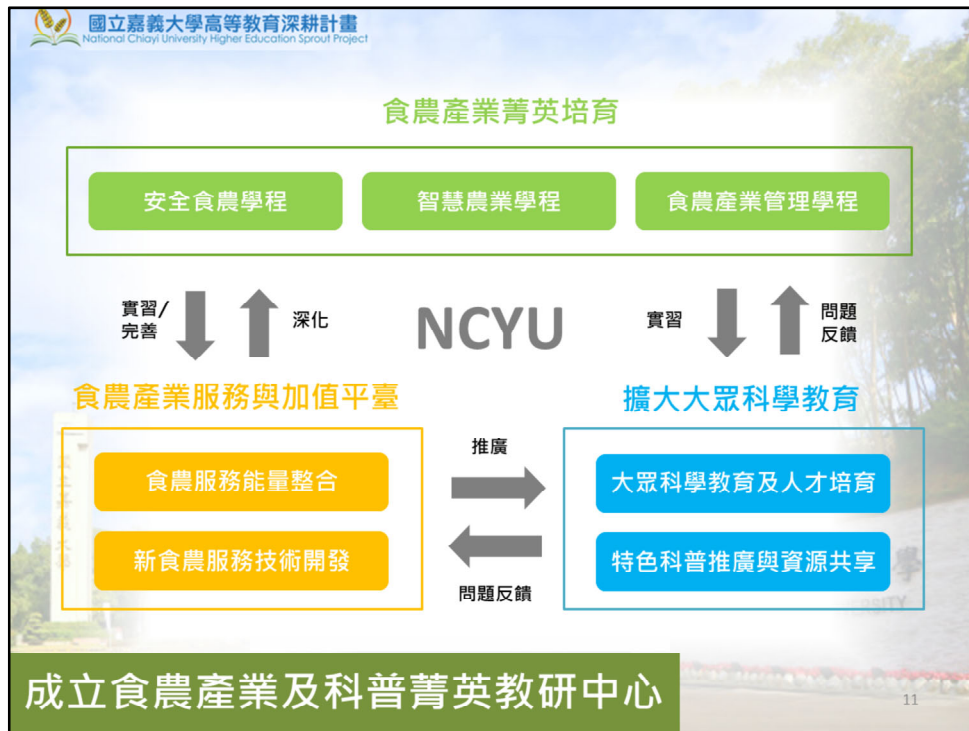 國立嘉義大學高等教育深耕計畫
National Chiayi University Higher Education Sprout Project
食農產業菁英培育
安全食農學程
智慧農業學程
食農產業管理學程
實習/
完善
深化
NCYU
實習
問題
反饋
食農產業服務與加值平臺
擴大大眾科學教育
食農服務能量整合
新食農服務技術開發
推廣
問題反饋
大眾科學教育及人才培育
特色科普推廣與資源共享
成立食農產業及科普菁英教研中心
11